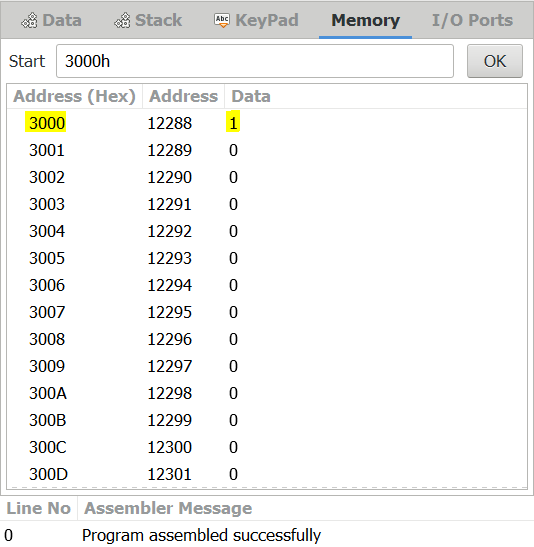 Data Stack Abc KeyPad Memory I/O Ports
Start 3000h OK
Address (Hex) Address Data
3000 12288 1
3001 12289 0
3002 12290 0
3003 12291 0
3004 12292 0
3005 12293 0
3006 12294 0
3007 12295 0
3008 12296 0
3009 12297 0
300A 12298 0
300B 12299 0
300C 12300 0
300D 12301 0
Line No Assembler Message
0 Program assembled successfully